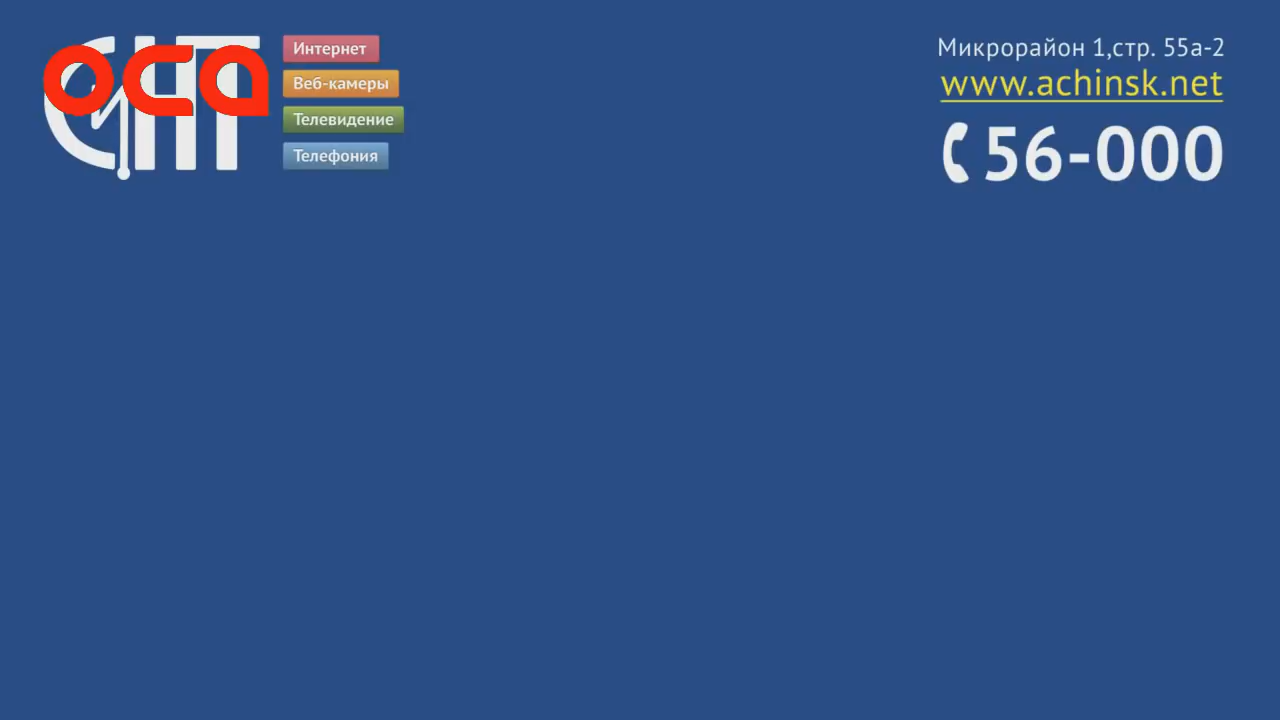 оса
СИТ
Интернет
Веб-камеры
Телевидение
Телефония
Микрорайон 1,стр. 55а-2
www.achinsk.net
56-000